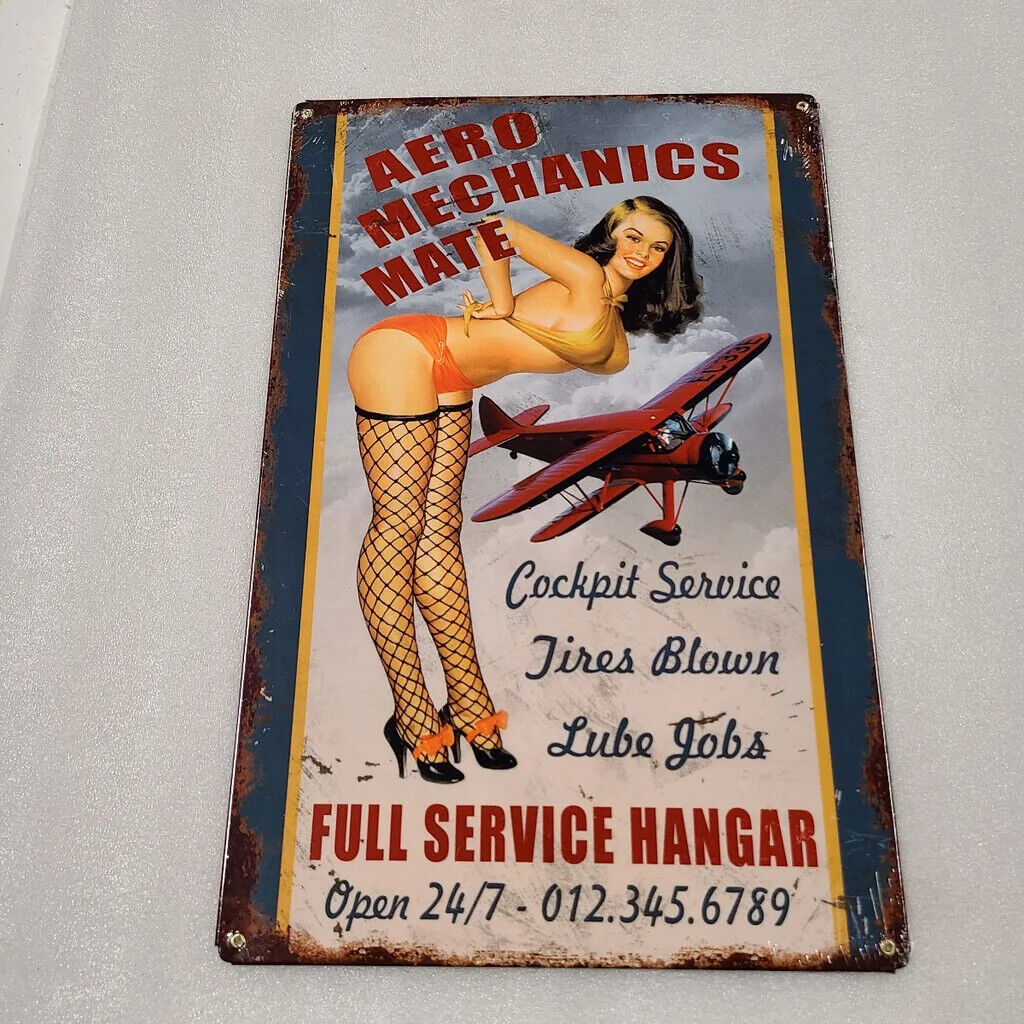 AERO
MECHANICS
MATE
Cockpit Service
Tires Blown
Lube Jobs
FULL SERVICE HANGAR
Open 24/7 - 012.345.6789